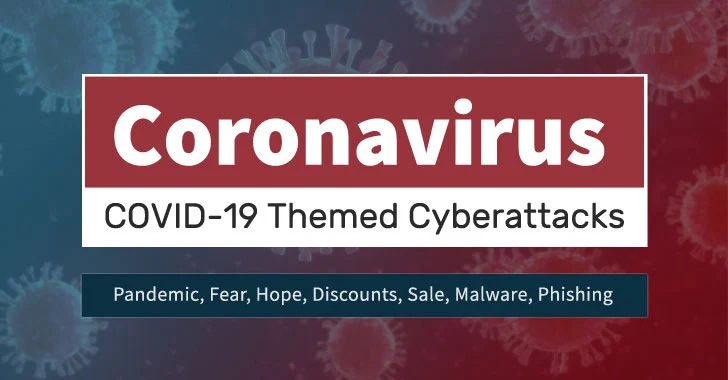 Coronavirus
COVID-19 Themed Cyberattacks
Pandemic, Fear, Hope, Discounts, Sale, Malware, Phishing